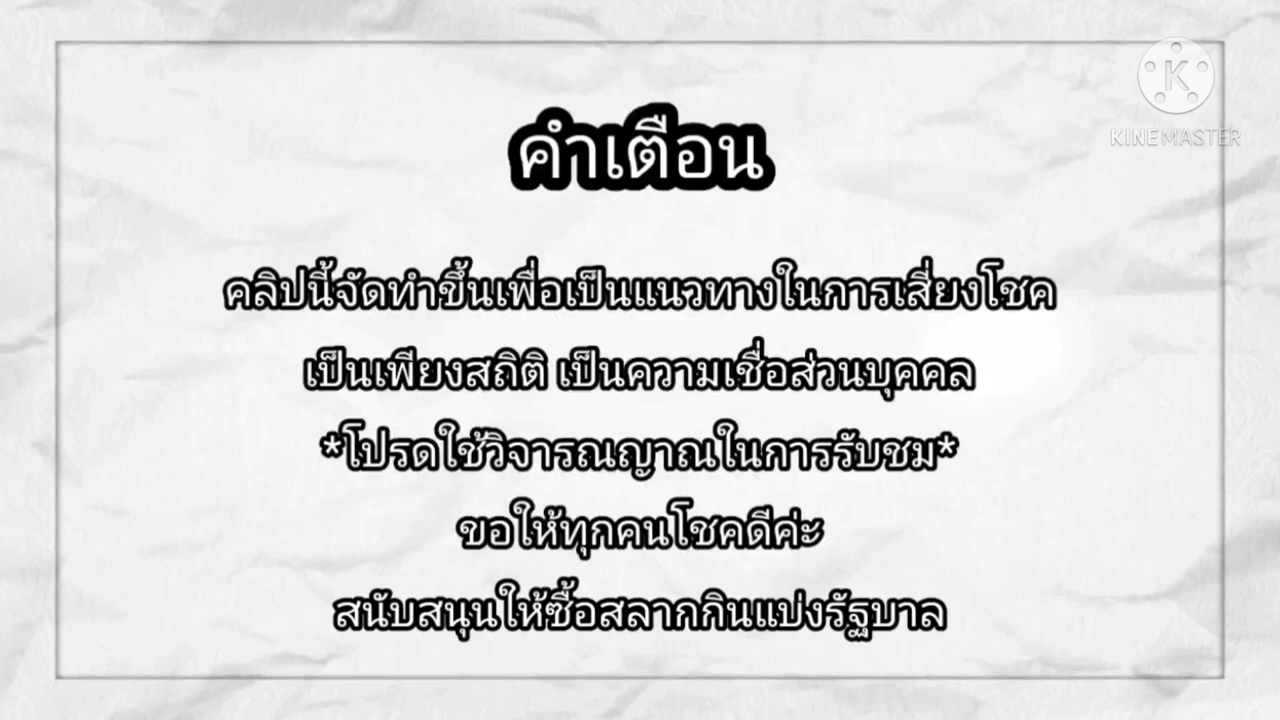 KINEMASTER
คำเตือน
คลิปนี้จัดทำขึ้นเพื่อเป็นแนวทางในการเสี่ยงโชค
เป็นเพียงสถิติ เป็นความเชื่อส่วนบุคคล
*โปรดใช้วิจารณญาณในการรับชม*
ขอให้ทุกคนโชคดีค่ะ
สนับสนุนให้ซื้อสลากกินแบ่งรัฐบาล